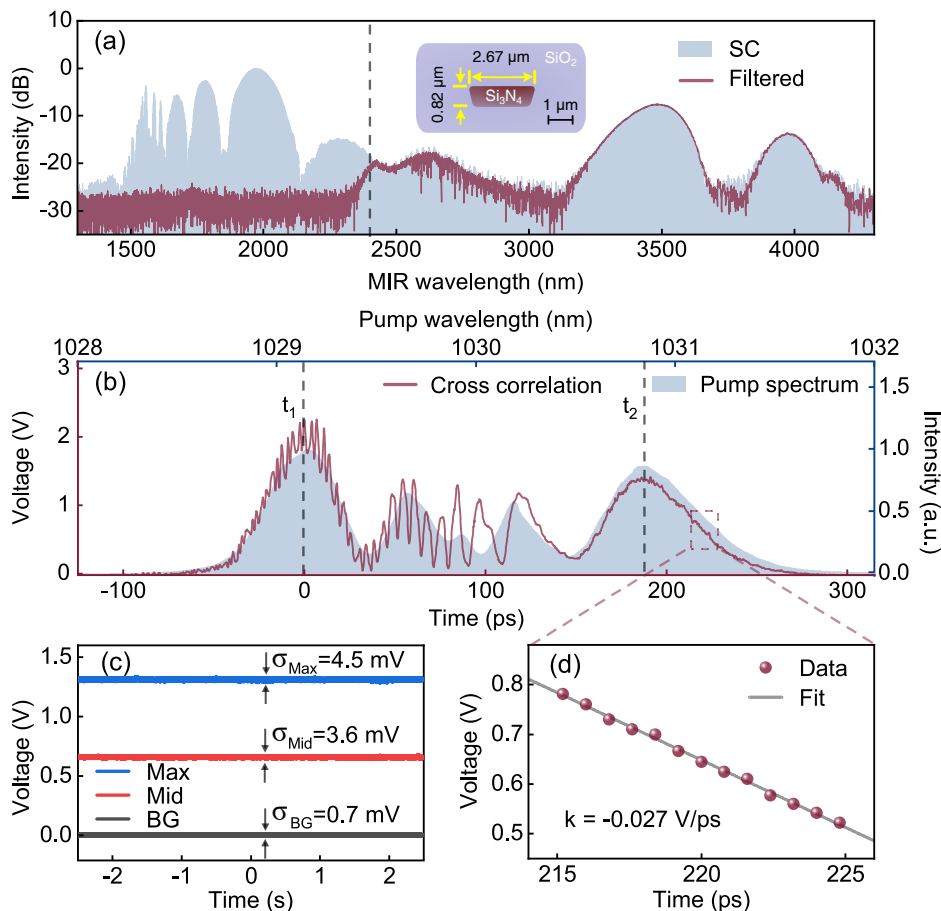 (a)
Intensity (dB)
10
0
-10
-20
-30
2.67 µm
SiO2
0.82 µm
Si3N4
1 µm
SC
Filtered
1500
2000
2500
3000
3500
4000
MIR wavelength (nm)
Pump wavelength (nm)
1028
1029
1030
1031
1032
(b)
Cross correlation
Pump spectrum
t1
t2
Voltage (V)
3
2
1
0
Intensity (a.u.)
1.5
1.0
0.5
0.0
-100
0
100
200
300
Time (ps)
(c)
Voltage (V)
1.5
1.0
0.5
0.0
σMax=4.5 mV
σMid=3.6 mV
σBG=0.7 mV
Max
Mid
BG
-2
-1
0
1
2
Time (s)
(d)
Data
Fit
Voltage (V)
0.8
0.7
0.6
0.5
k = -0.027 V/ps
215
220
225
Time (ps)